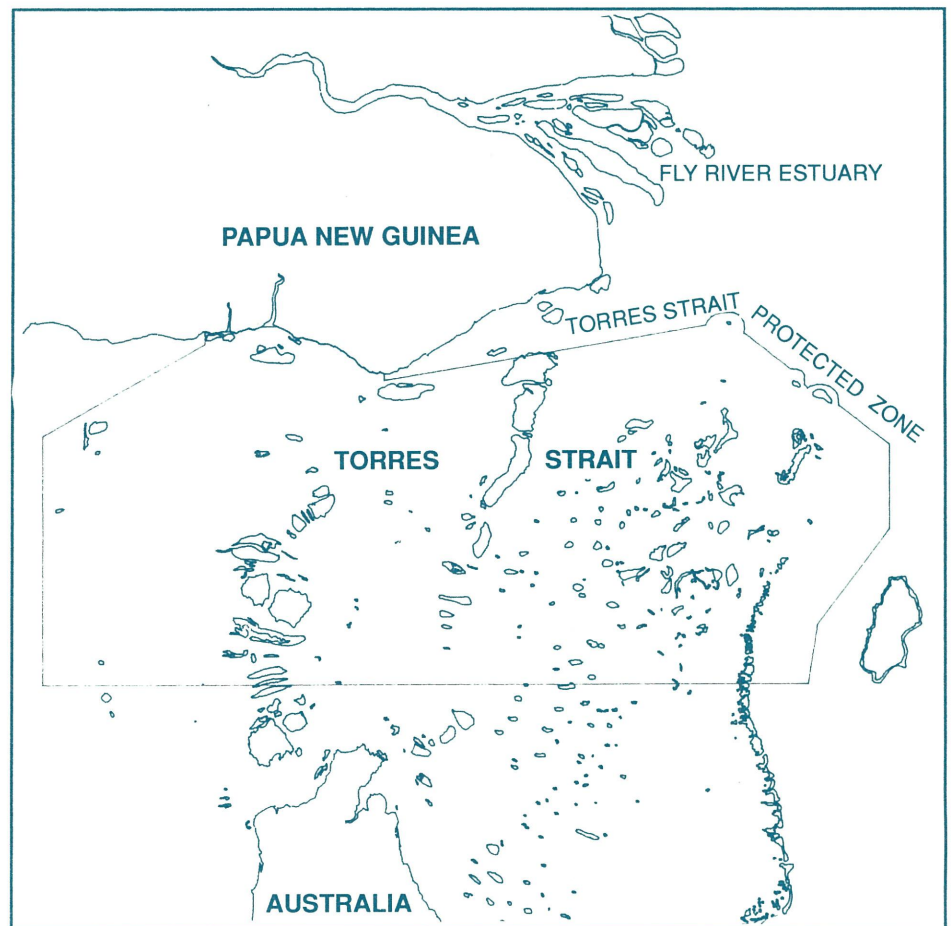 FLY RIVER ESTUARY
PAPUA NEW GUINEA
TORRES STRAIT PROTECTED ZONE
TORRES STRAIT
AUSTRALIA